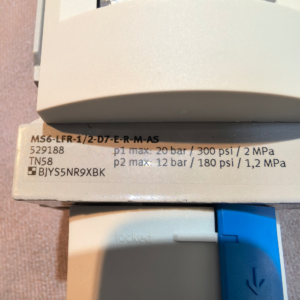 MS6-LFR-1/2-D7-E-R-M-AS
529188 p1 max. 20 bar / 300 psi / 2 MPa
TN58 p2 max. 12 bar / 180 psi / 1,2 MPa
BJYS5NR9XBK